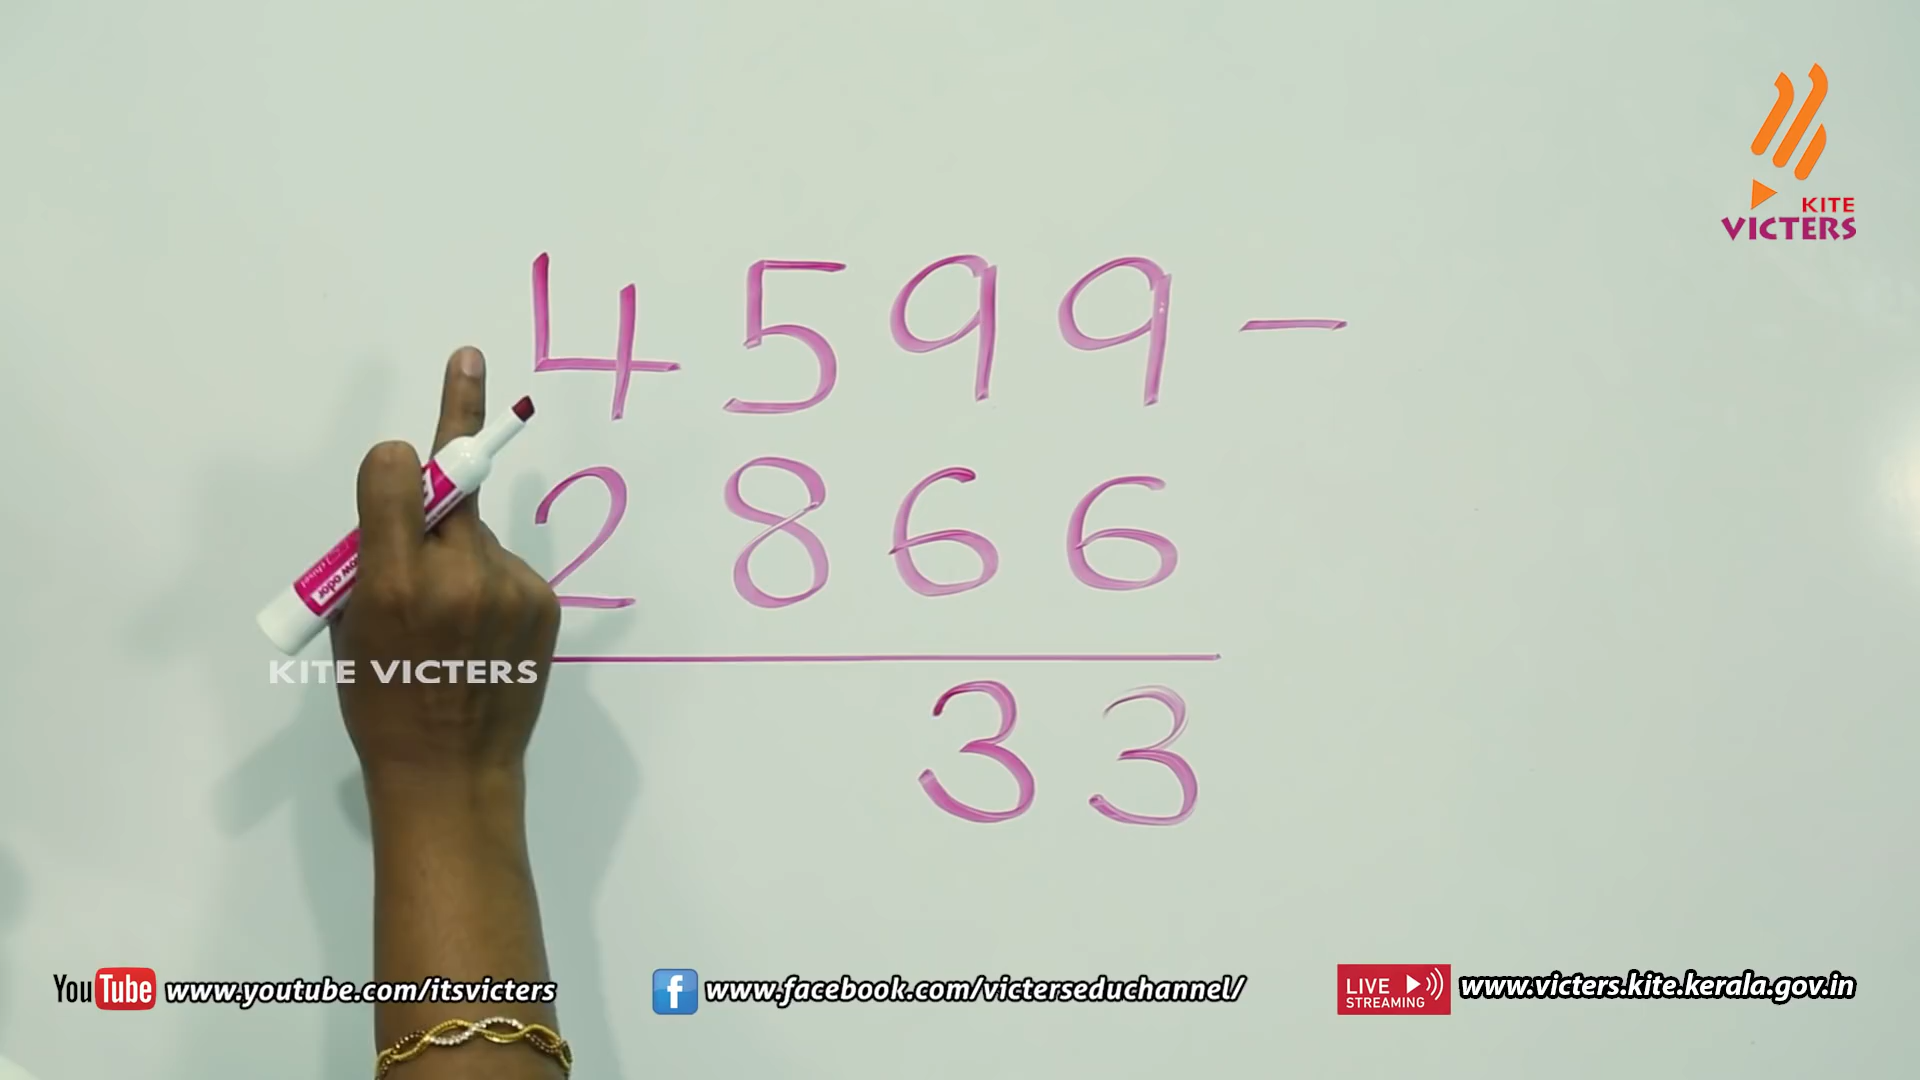 KITE
VICTERS
4599-
2866
KITE VICTERS
33
YouTube www.youtube.com/itsvicters
f www.facebook.com/victerseduchannel/
LIVE STREAMING www.victers.kite.kerala.gov.in